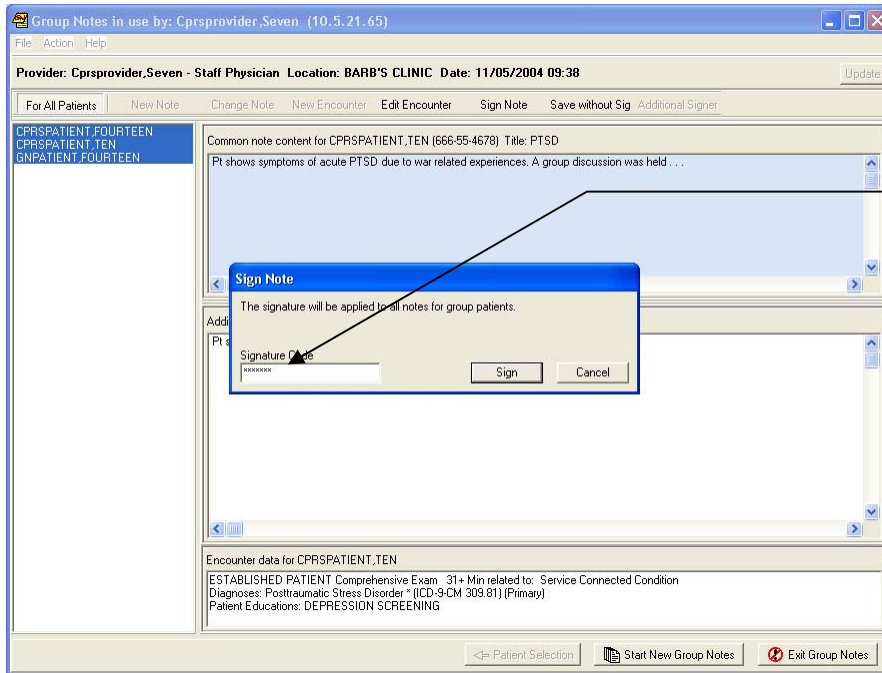 Group Notes in use by: Cprsprovider,Seven (10.5.21.65)
File Action Help
Provider: Cprsprovider,Seven - Staff Physician Location: BARB'S CLINIC Date: 11/05/2004 09:38
Update
For All Patients New Note Change Note New Encounter Edit Encounter Sign Note Save without Sig Additional Signer
CPRSPATIENT,FOURTEEN
CPRSPATIENT,TEN
GNPATIENT,FOURTEEN
Common note content for CPRSPATIENT,TEN (666-55-4678) Title: PTSD
Pt shows symptoms of acute PTSD due to war related experiences. A group discussion was held . . .
Sign Note
The signature will be applied to all notes for group patients.
Signature Code
*******
Sign Cancel
Addi
Pt s
Encounter data for CPRSPATIENT,TEN
ESTABLISHED PATIENT Comprehensive Exam 31+ Min related to: Service Connected Condition
Diagnoses: Posttraumatic Stress Disorder * (ICD-9-CM 309.81) (Primary)
Patient Educations: DEPRESSION SCREENING
<= Patient Selection Start New Group Notes Exit Group Notes